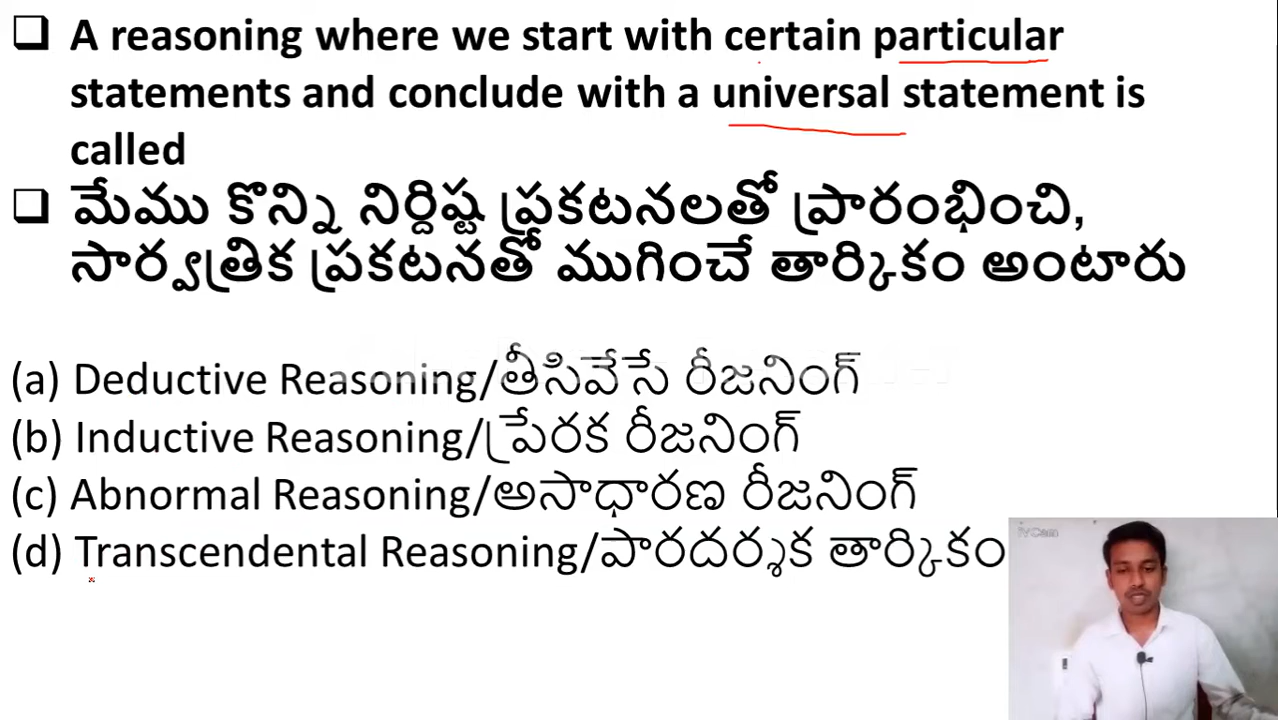 ❑ A reasoning where we start with certain particular
statements and conclude with a universal statement is
called
❑ మేము కొన్ని నిర్దిష్ట ప్రకటనలతో ప్రారంభించి,
సార్వత్రిక ప్రకటనతో ముగించే తార్కికం అంటారు
(a) Deductive Reasoning/తీసివేసే రీజనింగ్
(b) Inductive Reasoning/ప్రేరక రీజనింగ్
(c) Abnormal Reasoning/అసాధారణ రీజనింగ్
(d) Transcendental Reasoning/పారదర్శక తార్కికం
iVCam